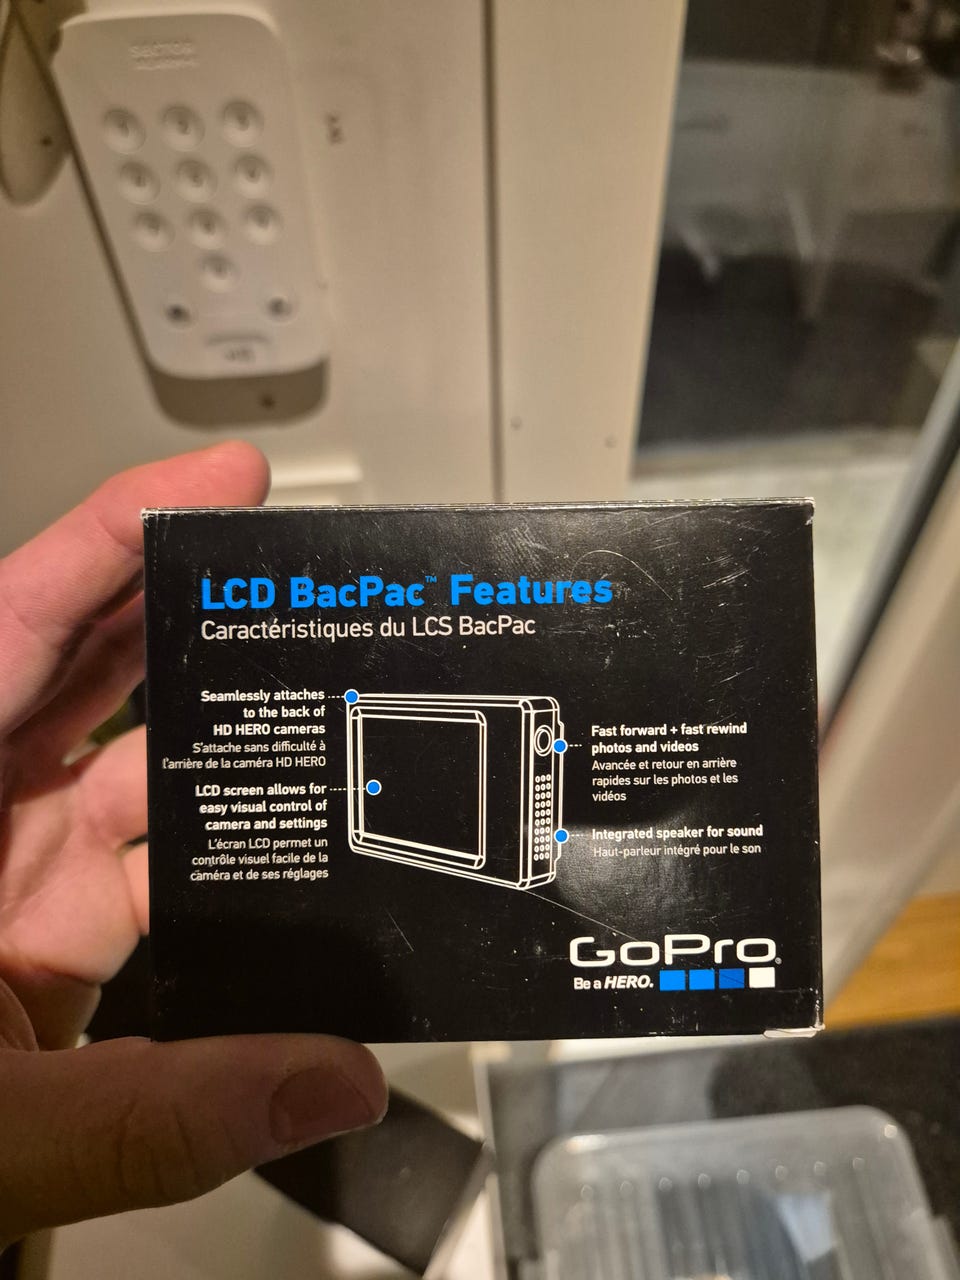 SECTOR
ALARM
LCD BacPac™ Features
Caractéristiques du LCS BacPac
Seamlessly attaches
to the back of
HD HERO cameras
S'attache sans difficulté à
l'arrière de la caméra HD HERO
LCD screen allows for
easy visual control of
camera and settings
L'écran LCD permet un
contrôle visuel facile de la
caméra et de ses réglages
Fast forward + fast rewind
photos and videos
Avancée et retour en arrière
rapides sur les photos et les
vidéos
Integrated speaker for sound
Haut-parleur intégré pour le son
GoPro®
Be a HERO.